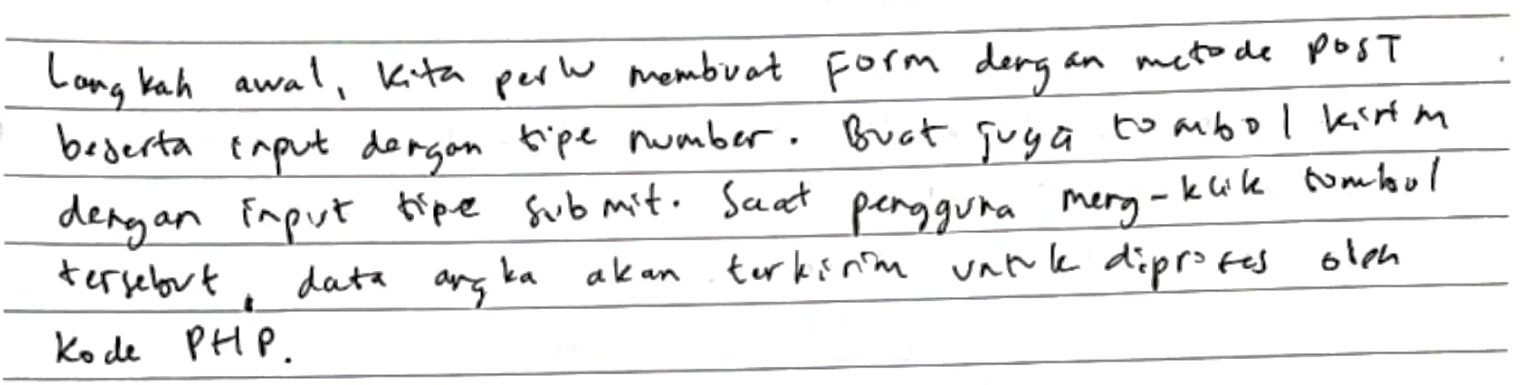 Langkah awal, kita perlu membuat Form dengan metode POST
beserta input dengan tipe number. Buat juga tombol kirim
dengan input tipe submit. Saat pengguna meng-klik tombol
tersebut, data angka akan terkirim untuk diproses oleh
kode PHP.